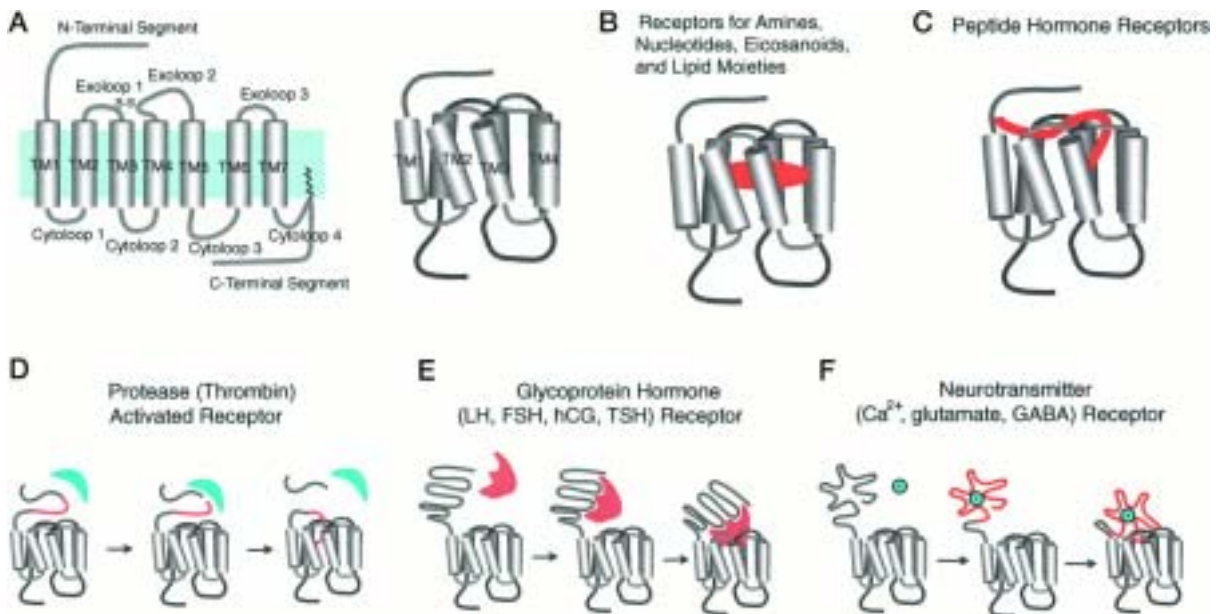 A
N-Terminal Segment
Exoloop 1
Exoloop 2
Exoloop 3
TM1
TM2
TM3
TM4
TM5
TM6
TM7
Cytoloop 1
Cytoloop 2
Cytoloop 3
Cytoloop 4
C-Terminal Segment
TM1
TM2
TM3
TM4
B
Receptors for Amines,
Nucleotides, Eicosanoids,
and Lipid Moieties
C
Peptide Hormone Receptors
D
Protease (Thrombin)
Activated Receptor
E
Glycoprotein Hormone
(LH, FSH, hCG, TSH) Receptor
F
Neurotransmitter
(Ca²⁺, glutamate, GABA) Receptor